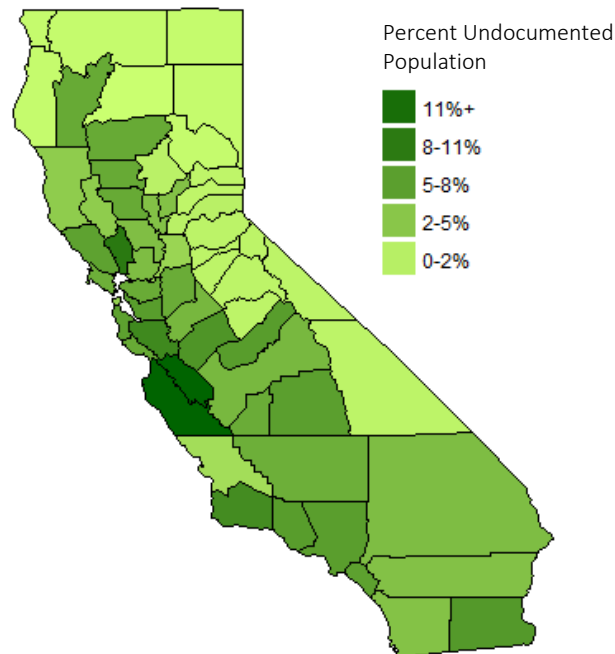 Percent Undocumented
Population
11%+
8-11%
5-8%
2-5%
0-2%